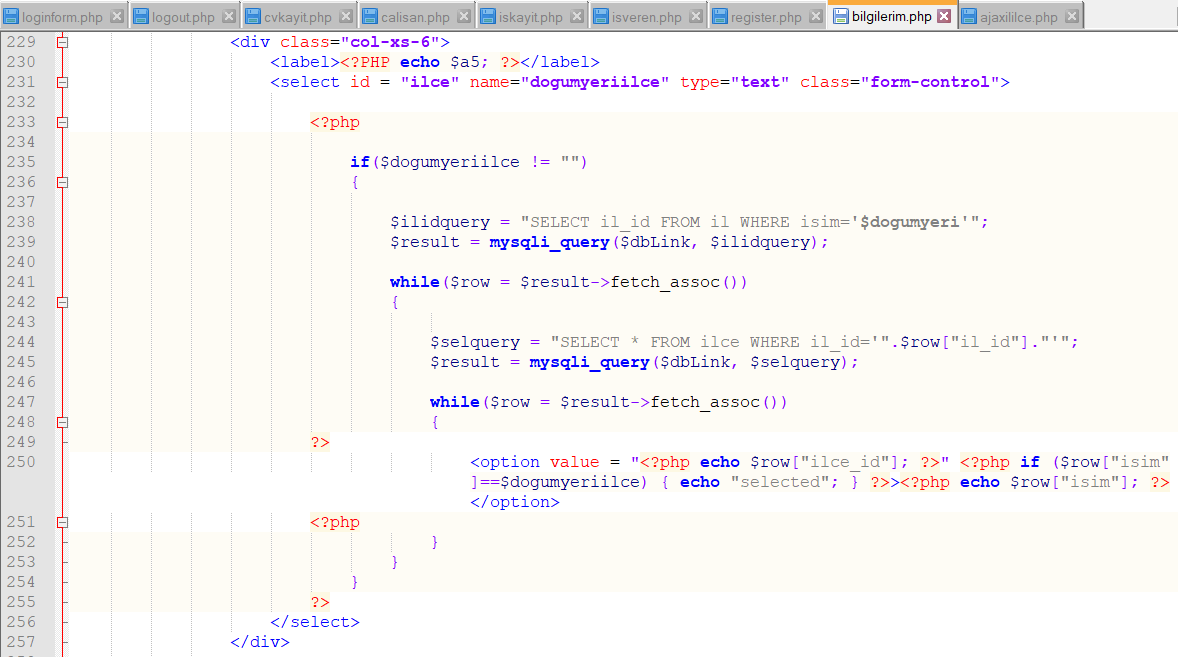 loginform.php logout.php cvkayit.php calisan.php iskayit.php isveren.php register.php bilgilerim.php ajaxililce.php
229 <div class="col-xs-6">
230 <label><?PHP echo $a5; ?></label>
231 <select id = "ilce" name="dogumyeriilce" type="text" class="form-control">
232
233 <?php
234
235 if($dogumyeriilce != "")
236 {
237
238 $ilidquery = "SELECT il_id FROM il WHERE isim='$dogumyeri'";
239 $result = mysqli_query($dbLink, $ilidquery);
240
241 while($row = $result->fetch_assoc())
242 {
243
244 $selquery = "SELECT * FROM ilce WHERE il_id='".$row["il_id"]."'";
245 $result = mysqli_query($dbLink, $selquery);
246
247 while($row = $result->fetch_assoc())
248 {
249 ?>
250 <option value = "<?php echo $row["ilce_id"]; ?>" <?php if ($row["isim"
]==$dogumyeriilce) { echo "selected"; } ?>><?php echo $row["isim"]; ?>
</option>
251 <?php
252 }
253 }
254 }
255 ?>
256 </select>
257 </div>